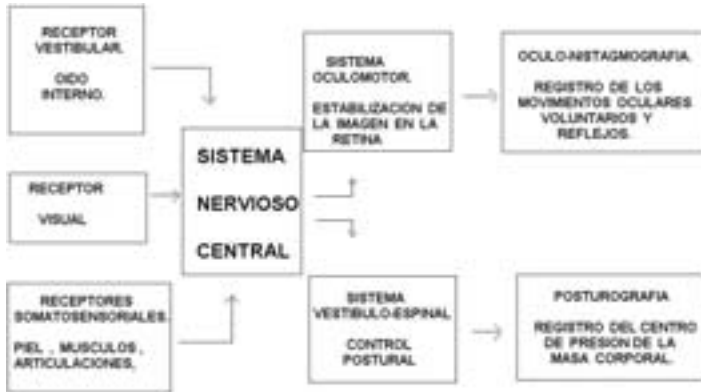 RECEPTOR
VESTIBULAR.
OIDO
INTERNO.
RECEPTOR
VISUAL
RECEPTORES
SOMATOSENSORIALES.
PIEL , MUSCULOS ,
ARTICULACIONES,
SISTEMA
NERVIOSO
CENTRAL
SISTEMA
OCULOMOTOR.
ESTABILIZACION DE
LA IMAGEN EN LA
RETINA
OCULO-NISTAGMOGRAFIA.
REGISTRO DE LOS
MOVIMIENTOS OCULARES
VOLUNTARIOS Y
REFLEJOS.
SISTEMA
VESTIBULO-ESPINAL
CONTROL
POSTURAL
POSTUROGRAFIA
REGISTRO DEL CENTRO
DE PRESION DE LA
MASA CORPORAL.